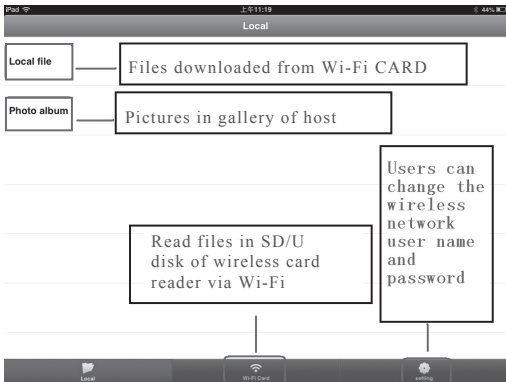 iPad 上午11:19 44%
Local
Local file
Files downloaded from Wi-Fi CARD
Photo album
Pictures in gallery of host
Users can
change the
wireless
network
user name
and
password
Read files in SD/U
disk of wireless card
reader via Wi-Fi
Local Wi-Fi Card extting